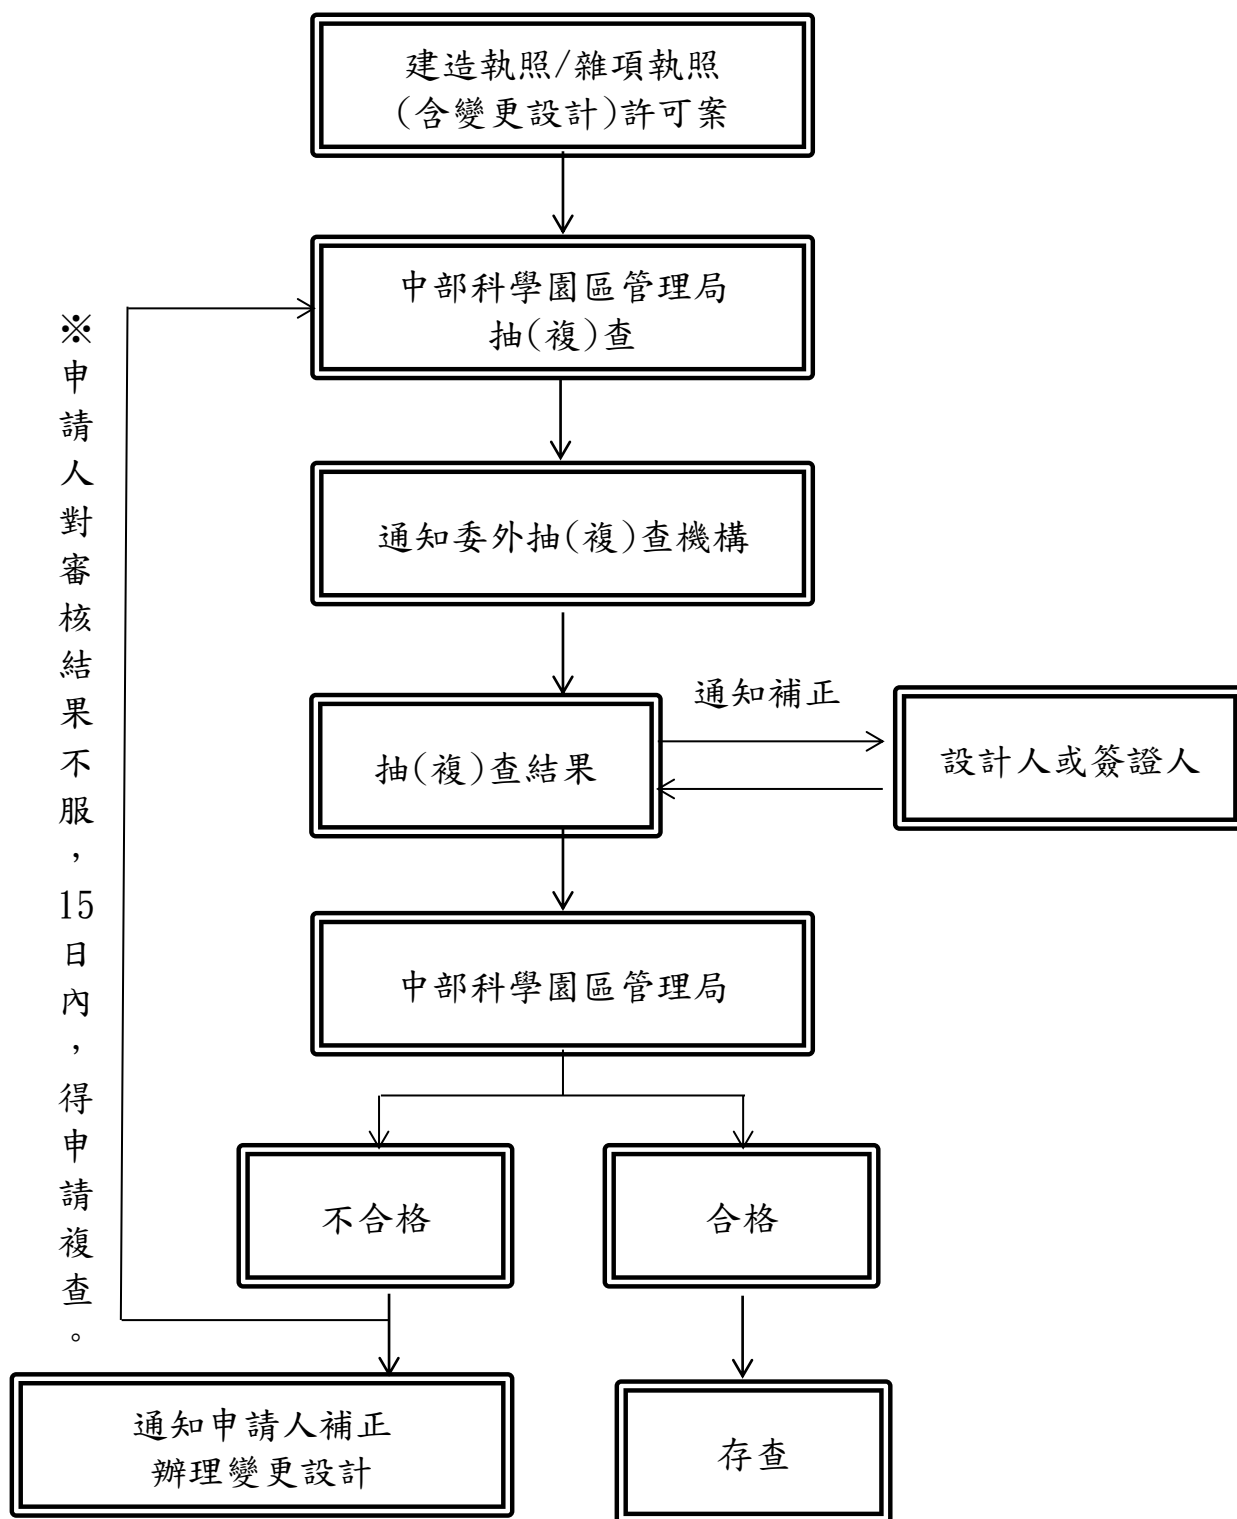 建造執照/雜項執照
(含變更設計)許可案
中部科學園區管理局
抽(複)查
※申請人對審核結果不服，15日內，得申請複查。
通知委外抽(複)查機構
抽(複)查結果
通知補正
設計人或簽證人
中部科學園區管理局
不合格
合格
通知申請人補正
辦理變更設計
存查